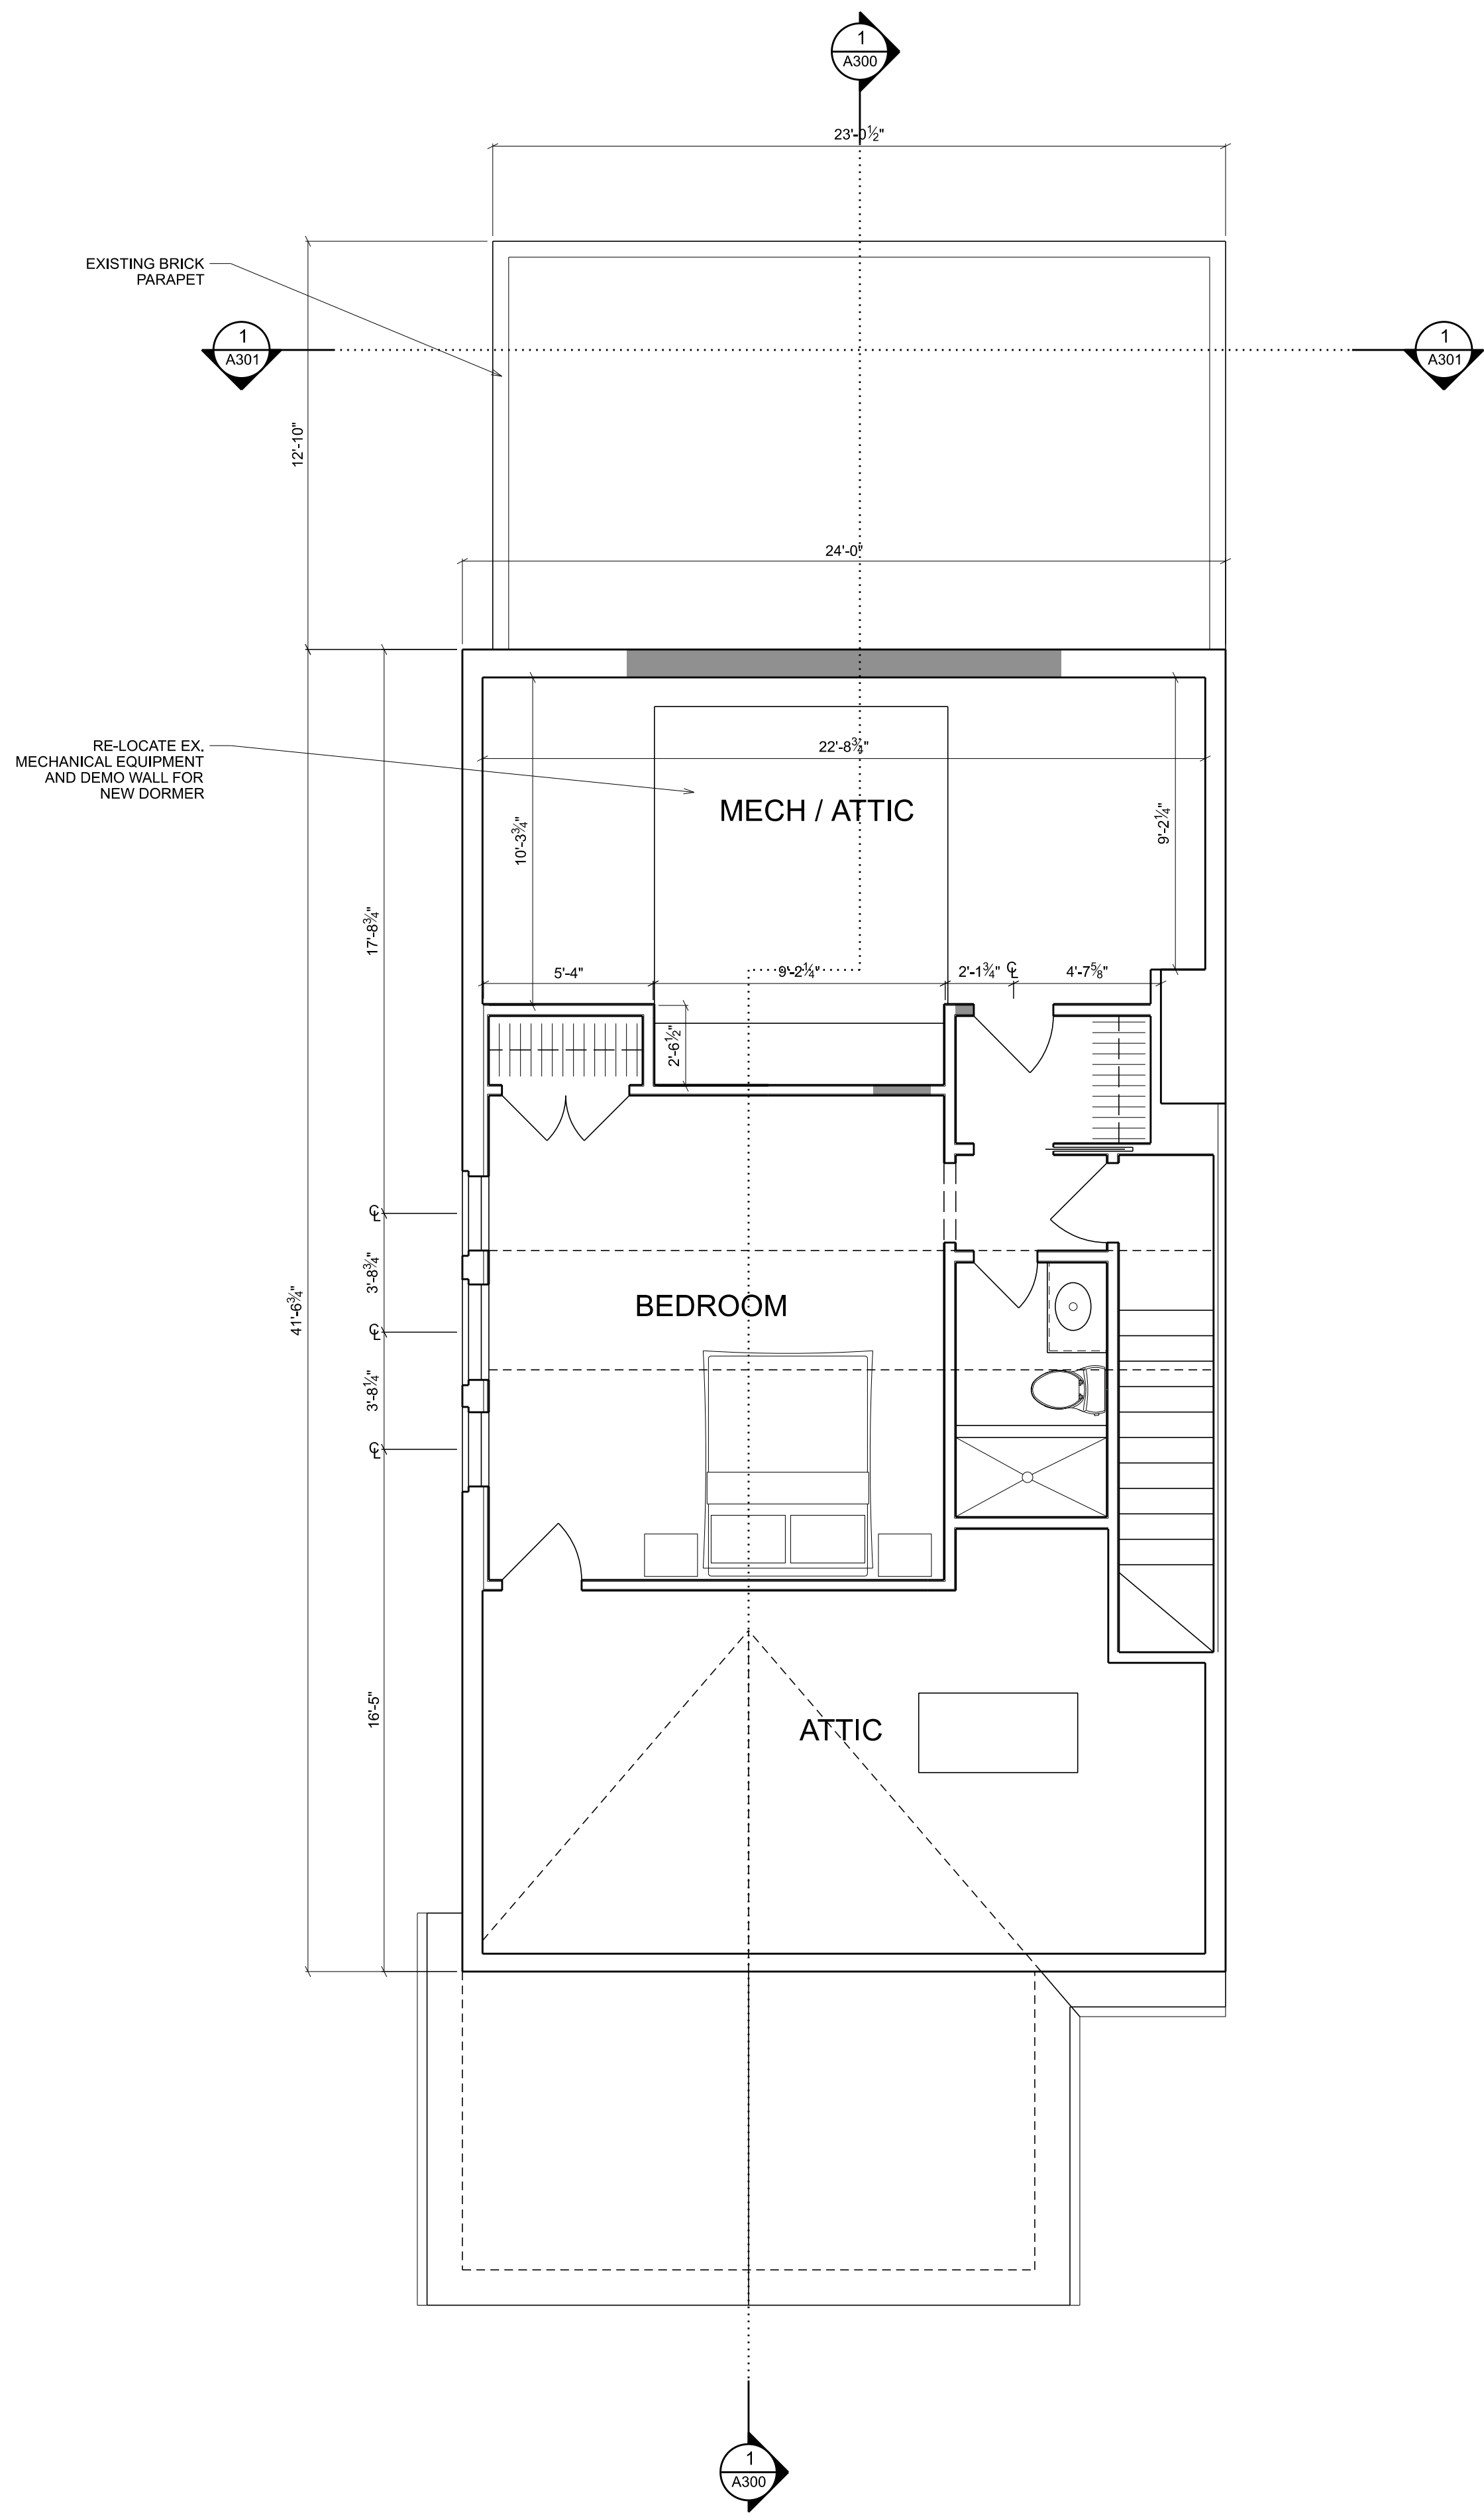 1
A300
23'-0½"
EXISTING BRICK
PARAPET
1
A301
1
A301
12'-10"
24'-0"
RE-LOCATE EX.
MECHANICAL EQUIPMENT
AND DEMO WALL FOR
NEW DORMER
22'-8¾"
MECH / ATTIC
10'-3¾"
9'-2¼"
17'-8¾"
5'-4"
9'-2¼"
2'-1¾"
℄
4'-7⅝"
2'-6½"
℄
3'-8¾"
41'-6¾"
BEDROOM
℄
3'-8¼"
℄
16'-5"
ATTIC
1
A300